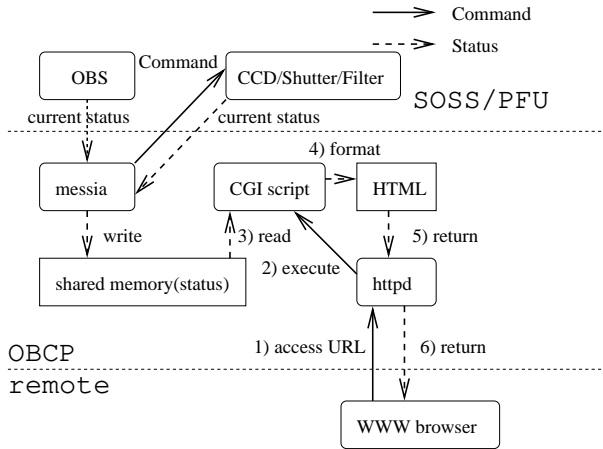 Command
Status
OBS
Command
CCD/Shutter/Filter
SOSS/PFU
current status
current status
4) format
messia
CGI script
HTML
write
3) read
5) return
2) execute
shared memory(status)
httpd
1) access URL
6) return
OBCP
remote
WWW browser